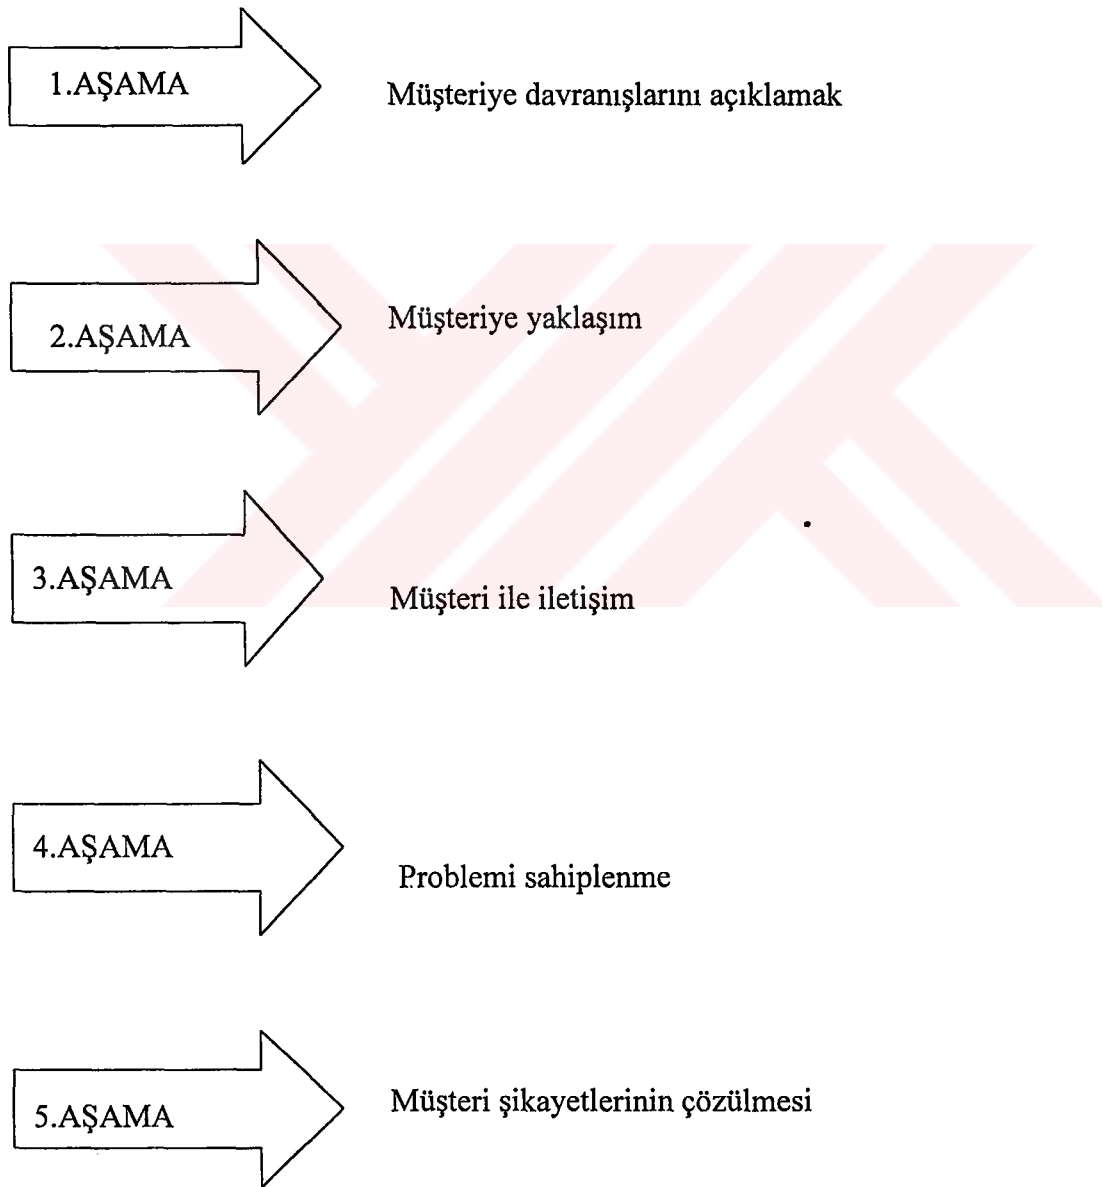 1.AŞAMA Müşteriye davranışlarını açıklamak
2.AŞAMA Müşteriye yaklaşım
3.AŞAMA Müşteri ile iletişim
4.AŞAMA Problemi sahiplenme
5.AŞAMA Müşteri şikayetlerinin çözülmesi